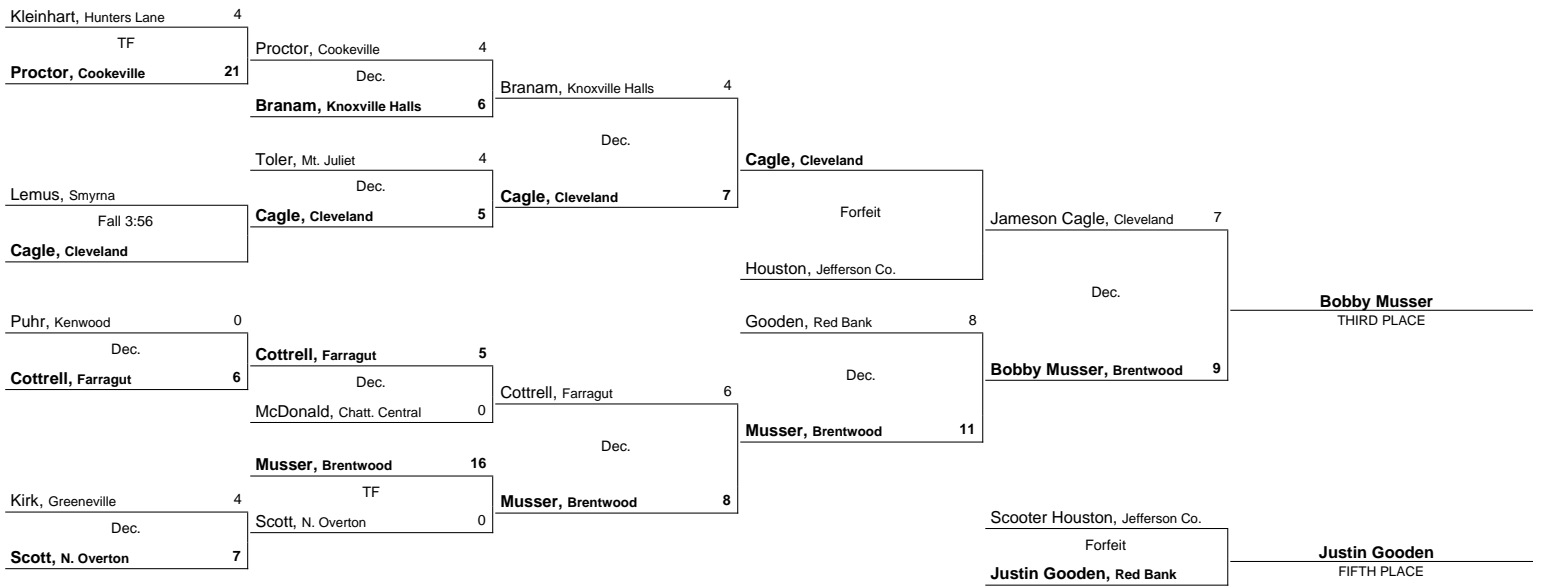 Kleinhart, Hunters Lane 4
TF
Proctor, Cookeville 21
Lemus, Smyrna
Fall 3:56
Cagle, Cleveland
Puhr, Kenwood 0
Dec.
Cottrell, Farragut 6
Kirk, Greeneville 4
Dec.
Scott, N. Overton 7
Proctor, Cookeville 4
Dec.
Branam, Knoxville Halls 6
Toler, Mt. Juliet 4
Dec.
Cagle, Cleveland 5
Cottrell, Farragut 5
Dec.
McDonald, Chatt. Central 0
Musser, Brentwood 16
TF
Scott, N. Overton 0
Branam, Knoxville Halls 4
Dec.
Cagle, Cleveland 7
Cottrell, Farragut 6
Dec.
Musser, Brentwood 8
Cagle, Cleveland
Forfeit
Houston, Jefferson Co.
Gooden, Red Bank 8
Dec.
Musser, Brentwood 11
Jameson Cagle, Cleveland 7
Dec.
Bobby Musser, Brentwood 9
Bobby Musser
THIRD PLACE
Scooter Houston, Jefferson Co.
Forfeit
Justin Gooden, Red Bank
Justin Gooden
FIFTH PLACE